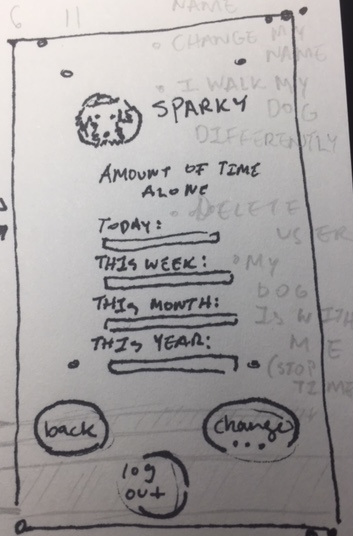 6 11
NAME
• CHANGE MY
NAME
• I WALK MY
DOG
DIFFERENTLY
SPARKY
AMOUNT OF TIME
ALONE
• DELETE
USER
TODAY:
THIS WEEK:
• MY
DOG
IS WITH
ME
(STOP
TIME
THIS MONTH:
THIS YEAR:
back
change
...
log
out